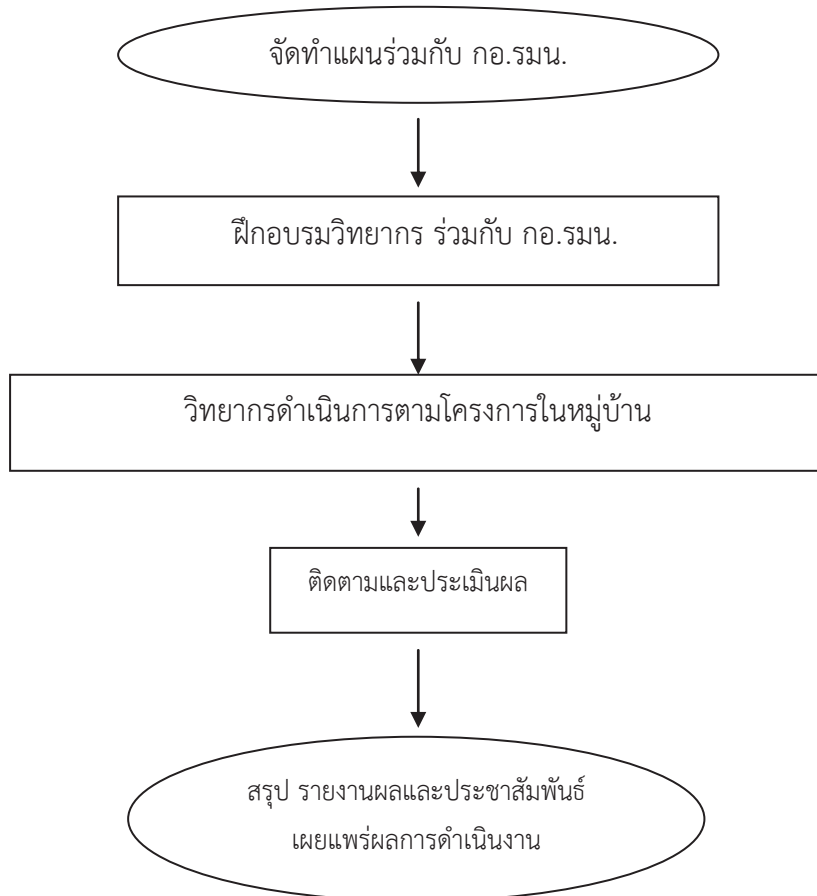 จัดทำแผนร่วมกับ กอ.รมน.
ฝึกอบรมวิทยากร ร่วมกับ กอ.รมน.
วิทยากรดำเนินการตามโครงการในหมู่บ้าน
ติดตามและประเมินผล
สรุป รายงานผลและประชาสัมพันธ์
เผยแพร่ผลการดำเนินงาน